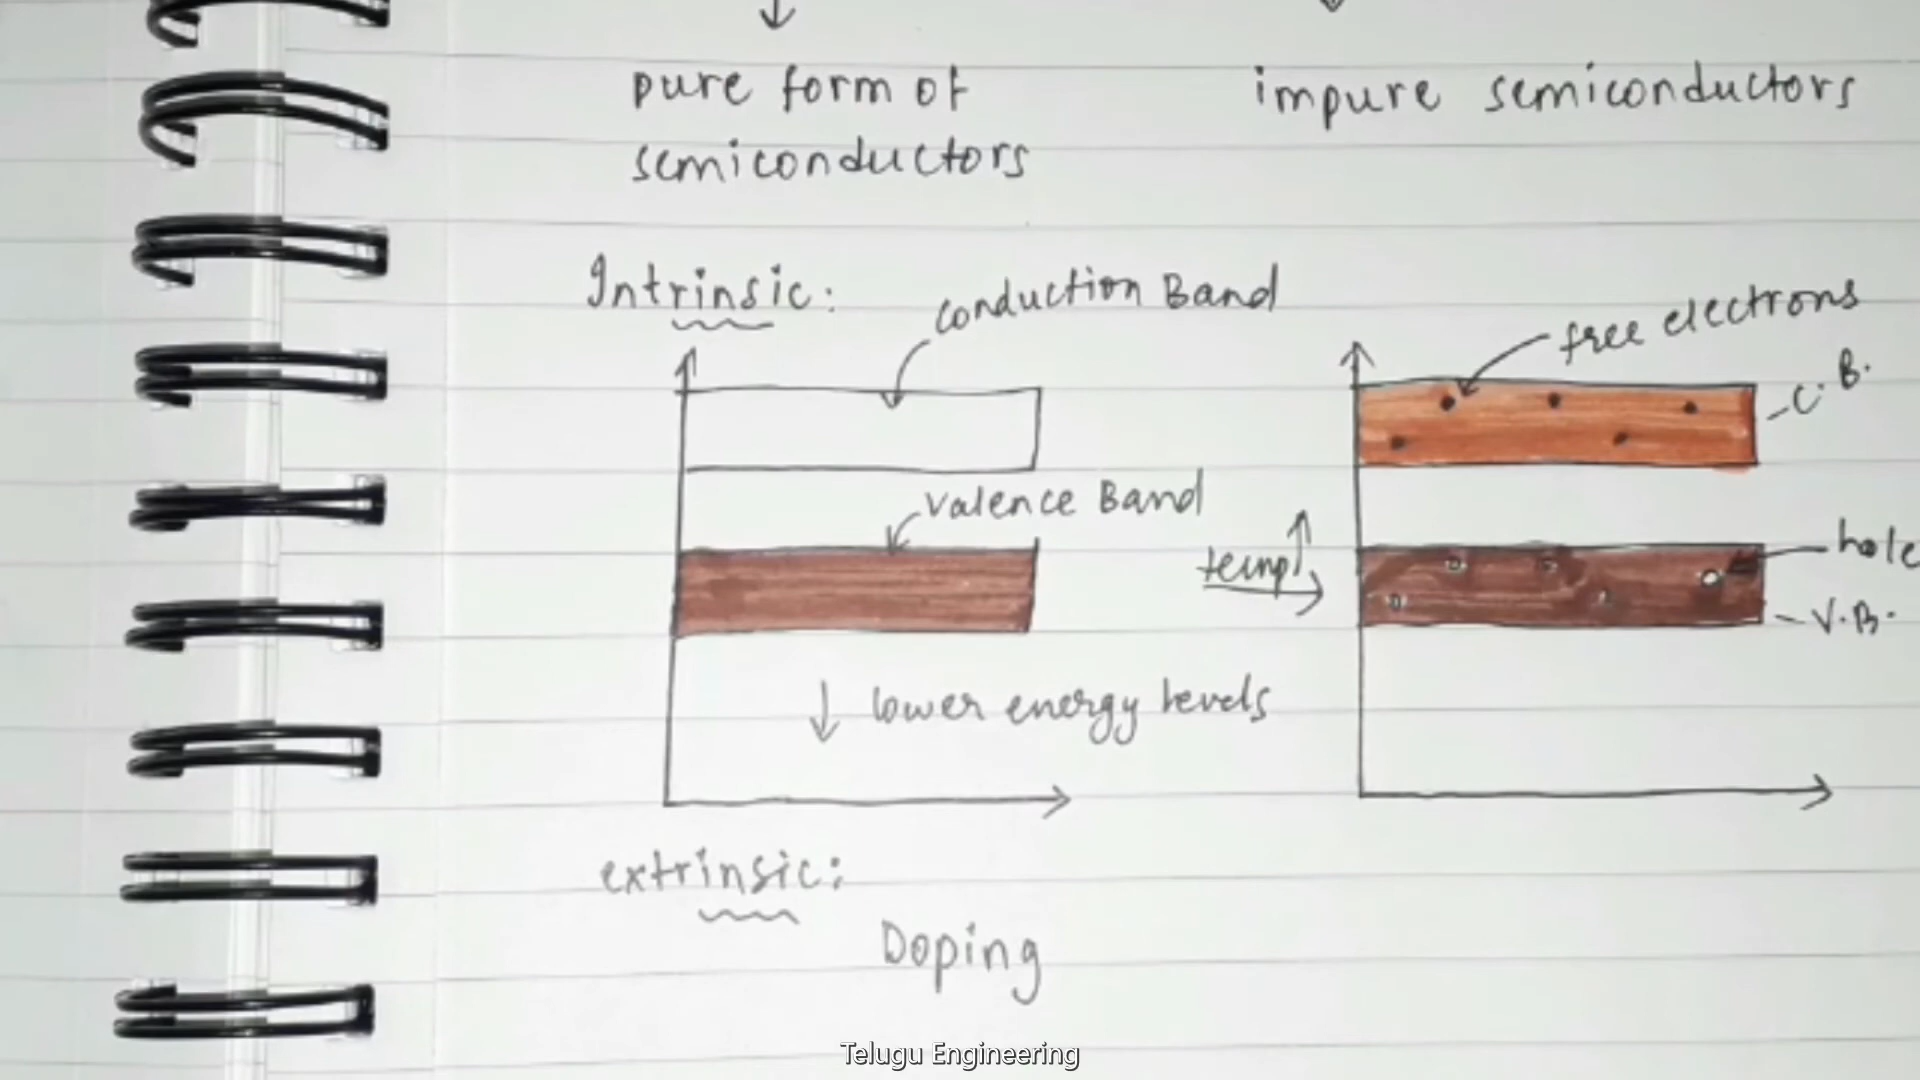 pure form of
semiconductors
impure semiconductors
Intrinsic:
conduction Band
free electrons
C.B.
Valence Band
temp
hole
V.B.
lower energy levels
extrinsic:
Doping
Telugu Engineering